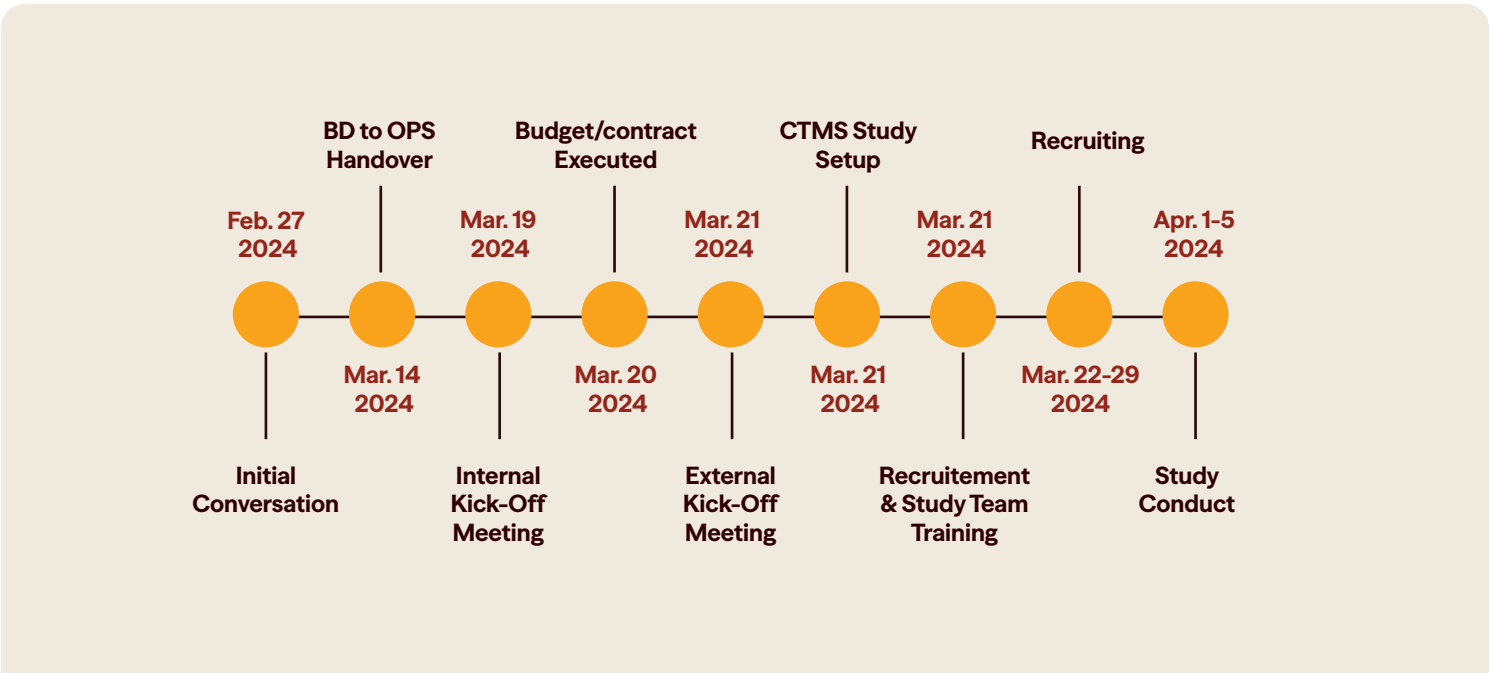 BD to OPS
Handover
Budget/contract
Executed
CTMS Study
Setup
Recruiting
Feb. 27
2024
Mar. 19
2024
Mar. 21
2024
Mar. 21
2024
Apr. 1-5
2024
Mar. 14
2024
Mar. 20
2024
Mar. 21
2024
Mar. 22-29
2024
Initial
Conversation
Internal
Kick-Off
Meeting
External
Kick-Off
Meeting
Recruitement
& Study Team
Training
Study
Conduct